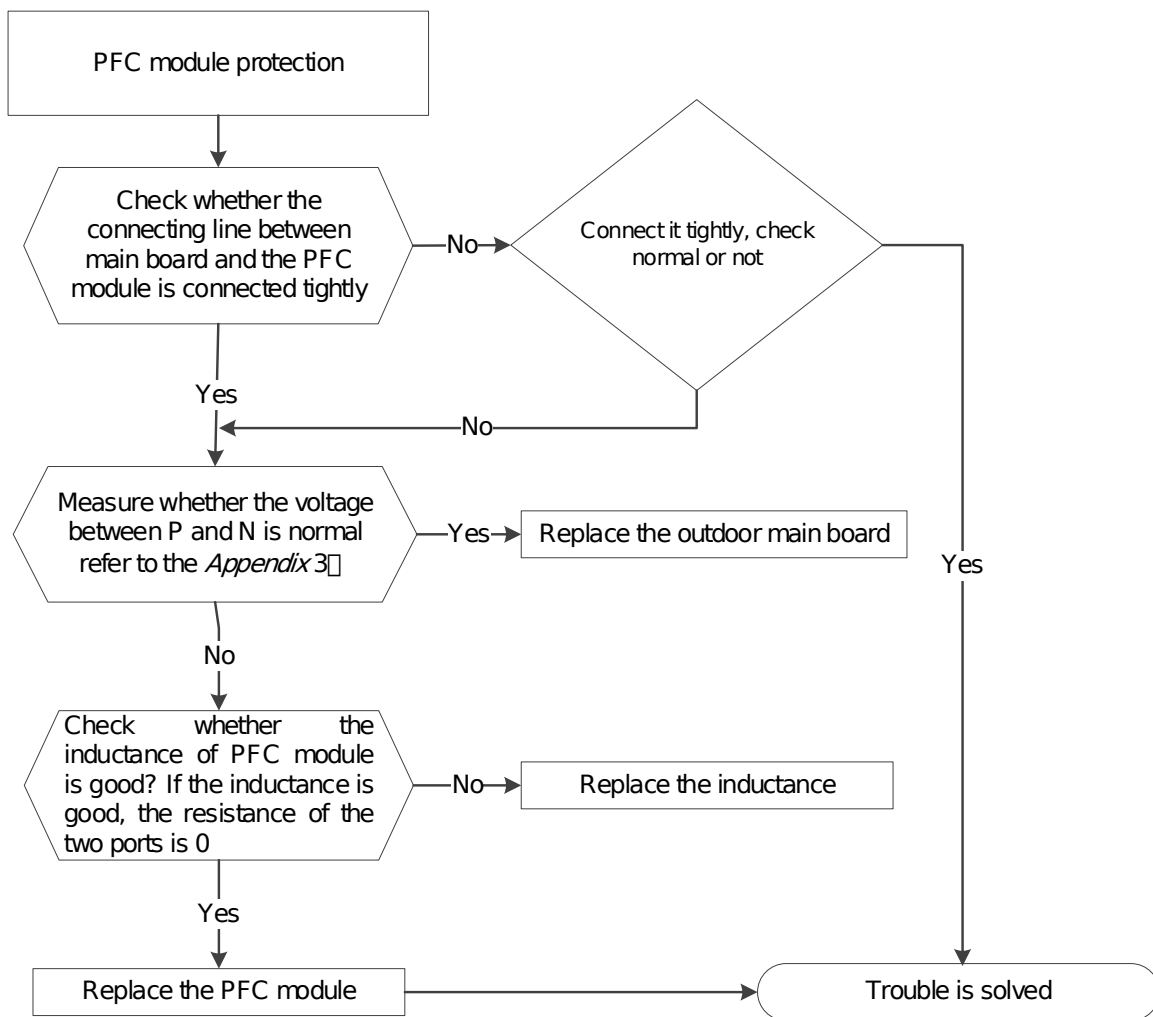 PFC module protection
Check whether the
connecting line between
main board and the PFC
module is connected tightly
No
Connect it tightly, check
normal or not
Yes
No
Measure whether the voltage
between P and N is normal
refer to the Appendix 3
Yes
Replace the outdoor main board
Yes
No
Check whether the
inductance of PFC module
is good? If the inductance is
good, the resistance of the
two ports is 0
No
Replace the inductance
Yes
Replace the PFC module
Trouble is solved